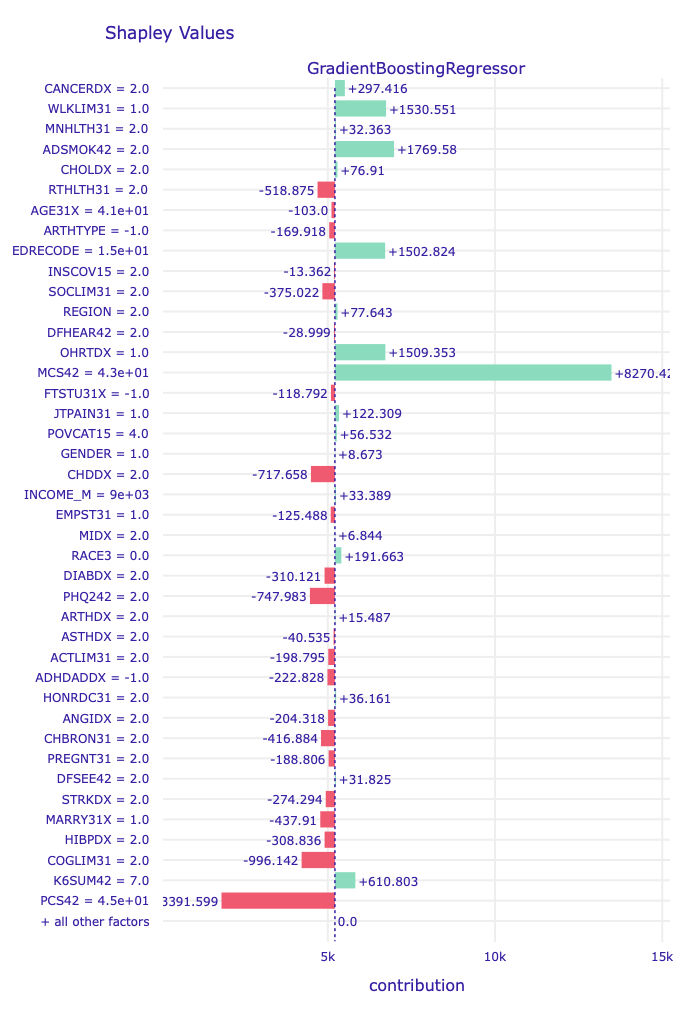 Shapley Values
GradientBoostingRegressor
CANCERDX = 2.0 +297.416
WLKLIM31 = 1.0 +1530.551
MNHLTH31 = 2.0 +32.363
ADSMOK42 = 2.0 +1769.58
CHOLDX = 2.0 +76.91
RTHLTH31 = 2.0 -518.875
AGE31X = 4.1e+01 -103.0
ARTHTYPE = -1.0 -169.918
EDRECODE = 1.5e+01 +1502.824
INSCOV15 = 2.0 -13.362
SOCLIM31 = 2.0 -375.022
REGION = 2.0 +77.643
DFHEAR42 = 2.0 -28.999
OHRTDX = 1.0 +1509.353
MCS42 = 4.3e+01 +8270.42
FTSTU31X = -1.0 -118.792
JTPAIN31 = 1.0 +122.309
POVCAT15 = 4.0 +56.532
GENDER = 1.0 +8.673
CHDDX = 2.0 -717.658
INCOME_M = 9e+03 +33.389
EMPST31 = 1.0 -125.488
MIDX = 2.0 +6.844
RACE3 = 0.0 +191.663
DIABDX = 2.0 -310.121
PHQ242 = 2.0 -747.983
ARTHDX = 2.0 +15.487
ASTHDX = 2.0 -40.535
ACTLIM31 = 2.0 -198.795
ADHDADDX = -1.0 -222.828
HONRDC31 = 2.0 +36.161
ANGIDX = 2.0 -204.318
CHBRON31 = 2.0 -416.884
PREGNT31 = 2.0 -188.806
DFSEE42 = 2.0 +31.825
STRKDX = 2.0 -274.294
MARRY31X = 1.0 -437.91
HIBPDX = 2.0 -308.836
COGLIM31 = 2.0 -996.142
K6SUM42 = 7.0 +610.803
PCS42 = 4.5e+01 3391.599
+ all other factors 0.0
5k 10k 15k
contribution